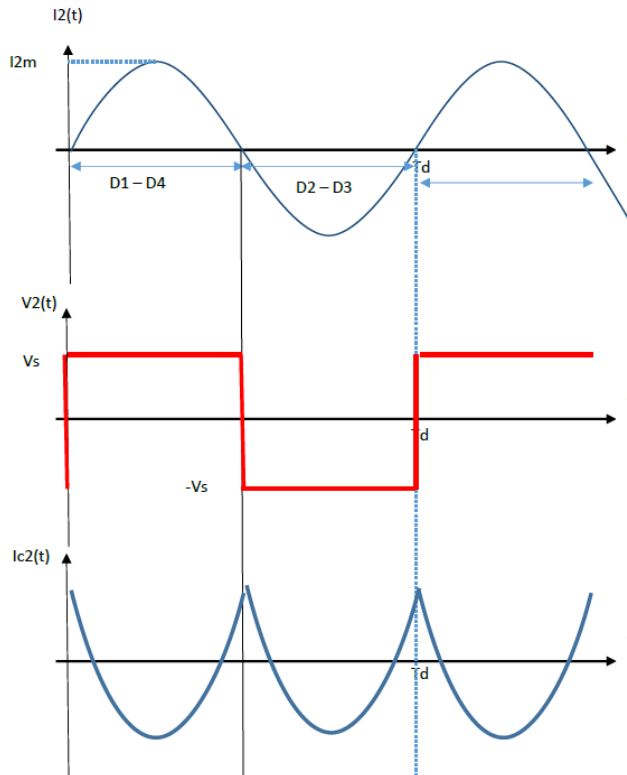 I2(t)
I2m
Td
D1 – D4
D2 – D3
V2(t)
Vs
Td
-Vs
Ic2(t)
Td